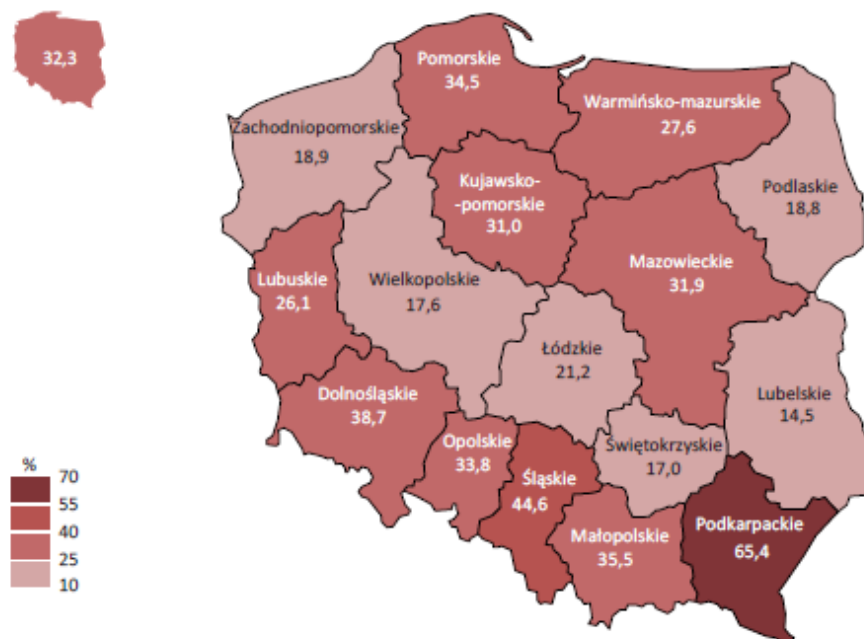 32,3
Pomorskie
34,5
Warmińsko-mazurskie
27,6
Zachodniopomorskie
18,9
Kujawsko-
-pomorskie
31,0
Podlaskie
18,8
Lubuskie
26,1
Wielkopolskie
17,6
Mazowieckie
31,9
Łódzkie
21,2
Dolnośląskie
38,7
Lubelskie
14,5
Opolskie
33,8
Śląskie
44,6
Świętokrzyskie
17,0
Małopolskie
35,5
Podkarpackie
65,4
%
70
55
40
25
10